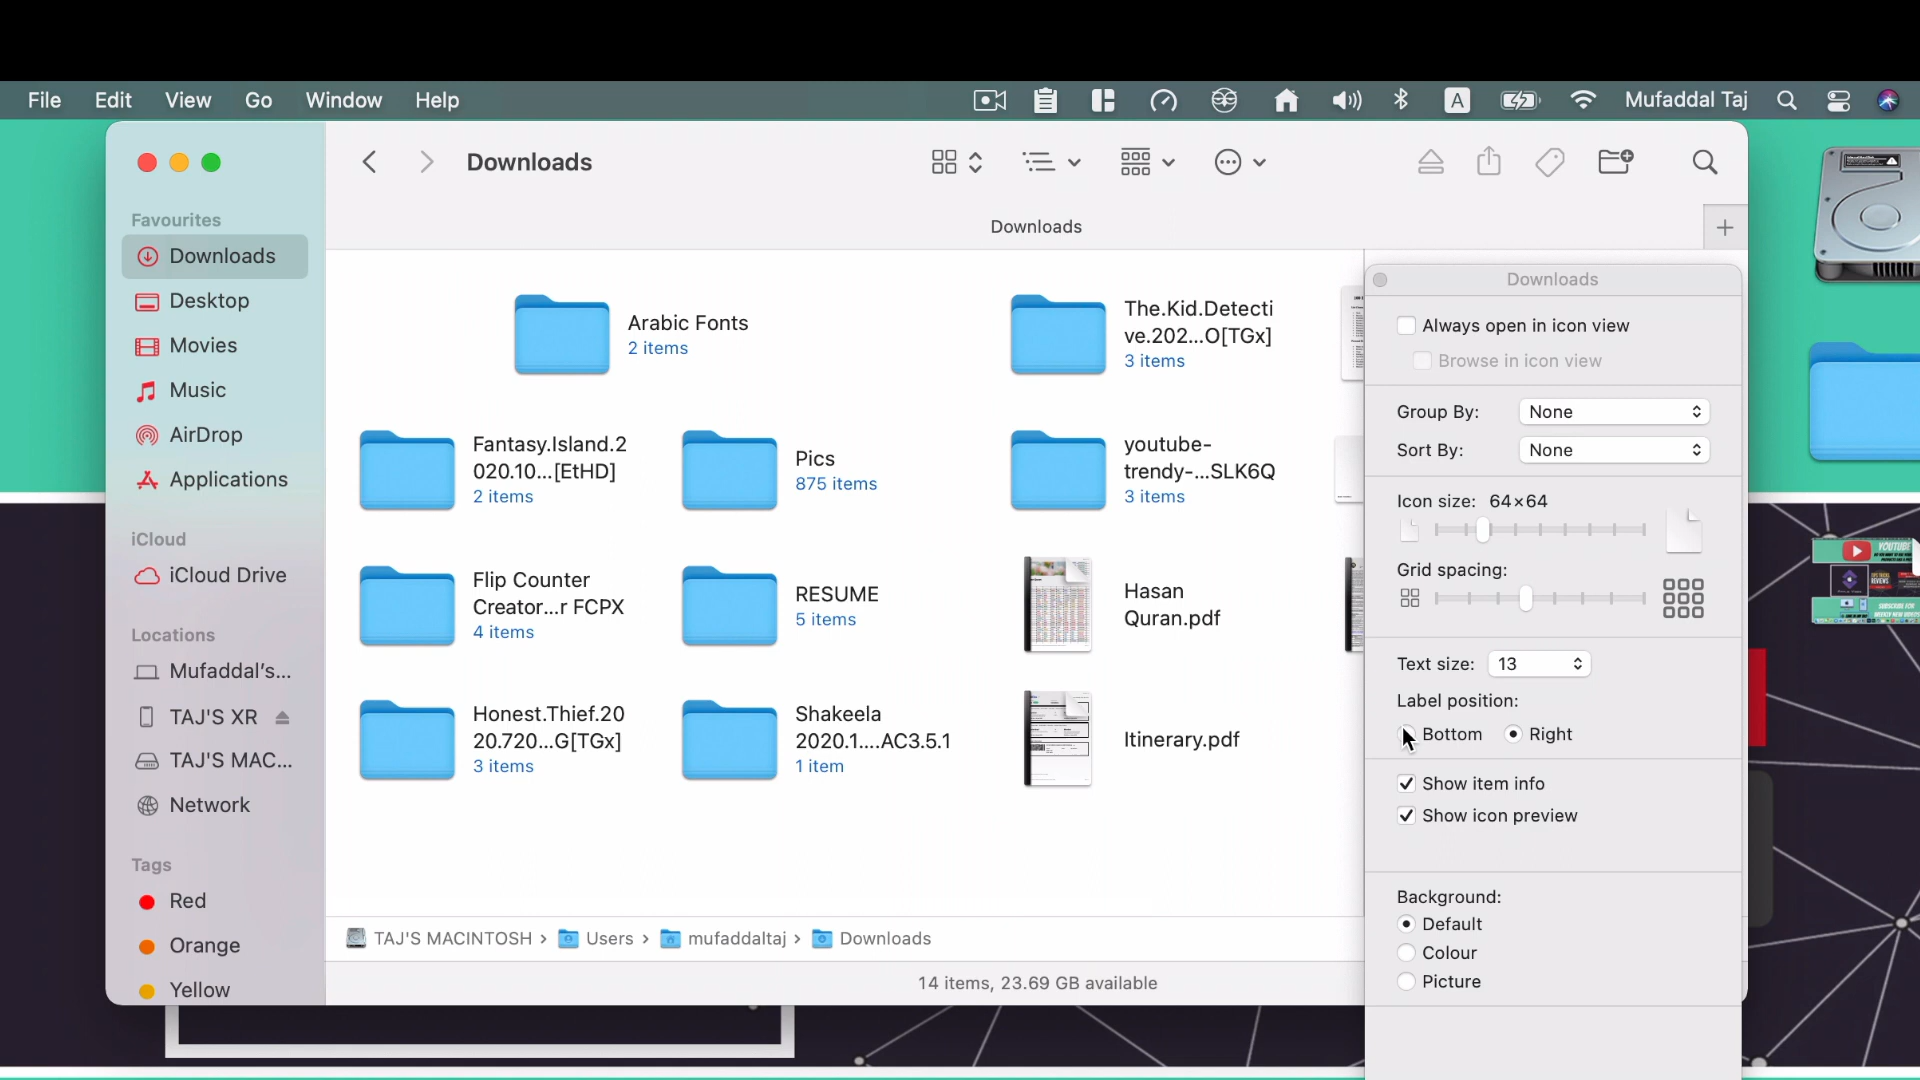 File Edit View Go Window Help A Mufaddal Taj
Downloads
Downloads
Favourites
Downloads
Desktop
Movies
Music
AirDrop
Applications
iCloud
iCloud Drive
Locations
Mufaddal's...
TAJ'S XR
TAJ'S MAC...
Network
Tags
Red
Orange
Yellow
Arabic Fonts
2 items
The.Kid.Detecti
ve.202...O[TGx]
3 items
Fantasy.Island.2
020.10...[EtHD]
2 items
Pics
875 items
youtube-
trendy-...SLK6Q
3 items
Flip Counter
Creator...r FCPX
4 items
RESUME
5 items
Hasan
Quran.pdf
Honest.Thief.20
20.720...G[TGx]
3 items
Shakeela
2020.1....AC3.5.1
1 item
Itinerary.pdf
TAJ'S MACINTOSH › Users › mufaddaltaj › Downloads
14 items, 23.69 GB available
Downloads
Always open in icon view
Browse in icon view
Group By: None
Sort By: None
Icon size: 64×64
Grid spacing:
Text size: 13
Label position:
Bottom Right
Show item info
Show icon preview
Background:
Default
Colour
Picture
YOUTUBE